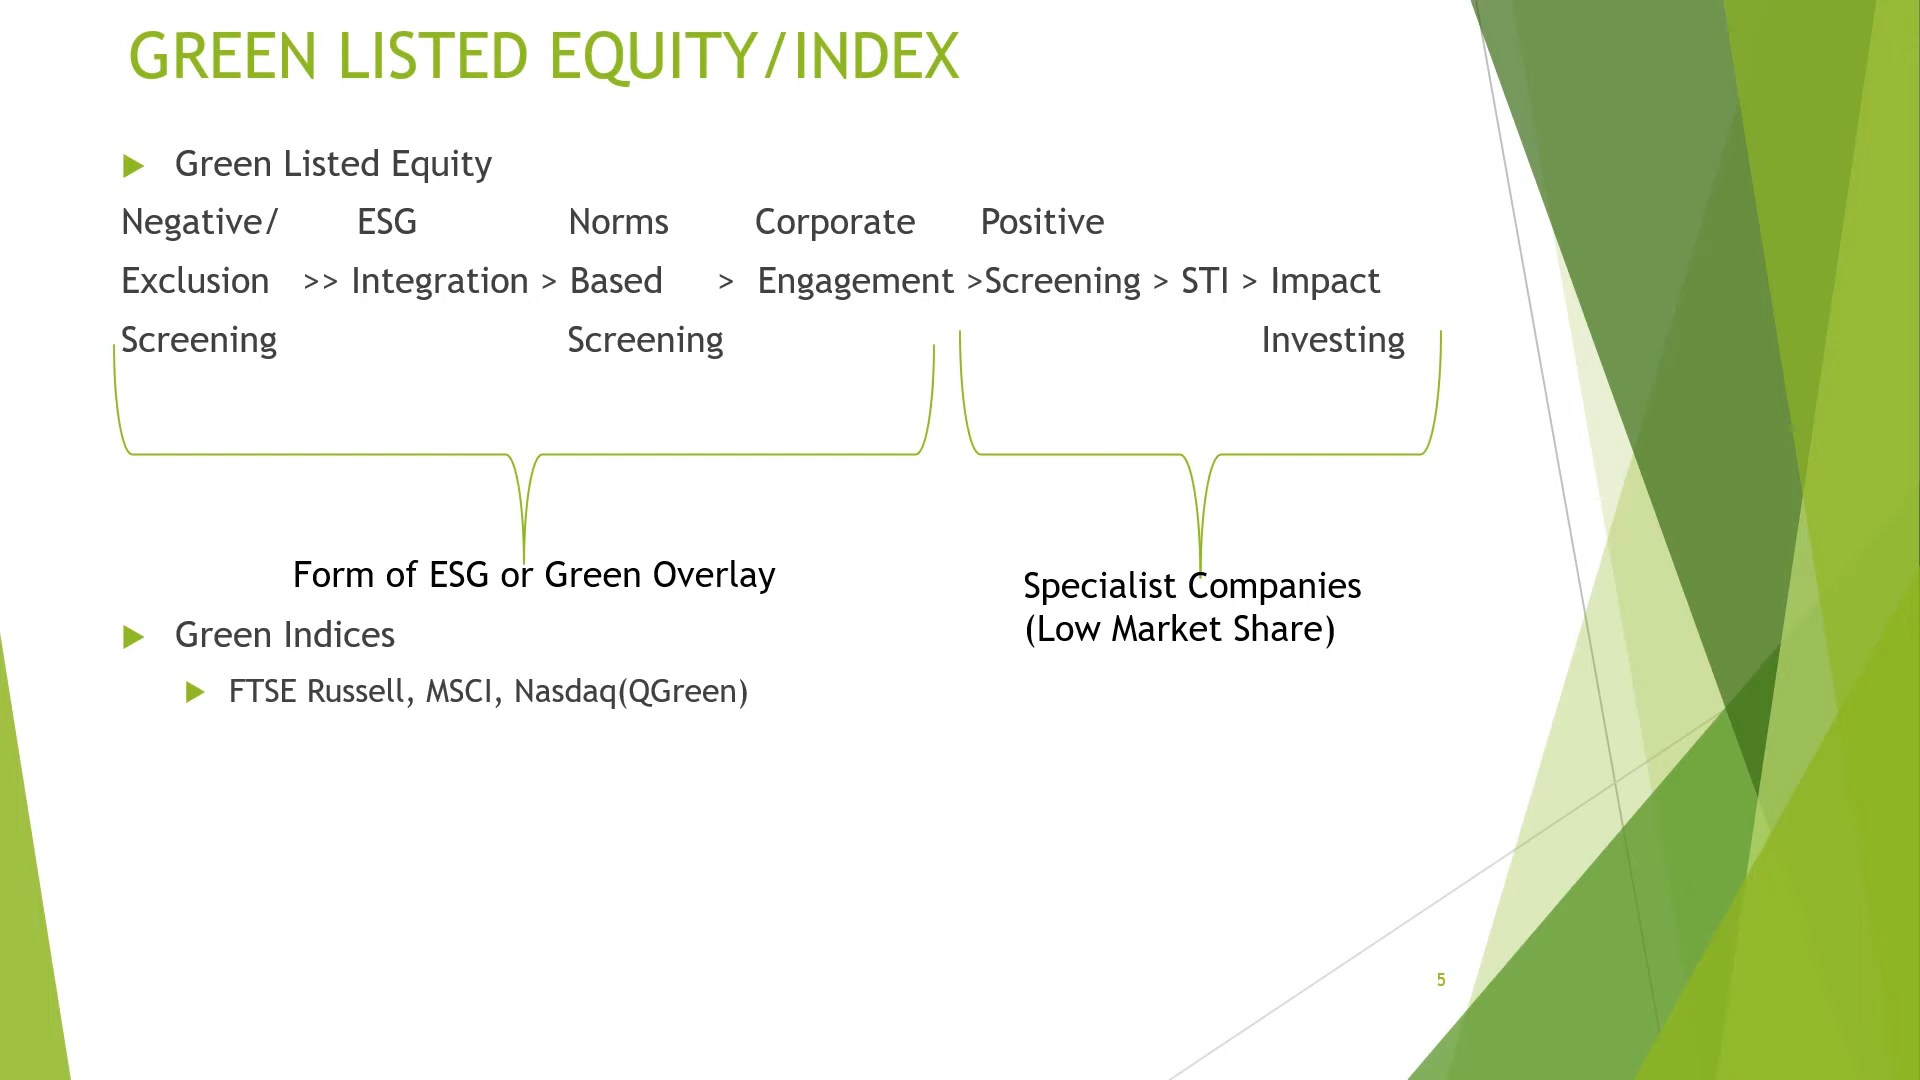 GREEN LISTED EQUITY/INDEX
Green Listed Equity
Negative/ ESG Norms Corporate Positive
Exclusion >> Integration > Based > Engagement >Screening > STI > Impact
Screening Screening Investing
Form of ESG or Green Overlay
Specialist Companies
(Low Market Share)
Green Indices
FTSE Russell, MSCI, Nasdaq(QGreen)
5